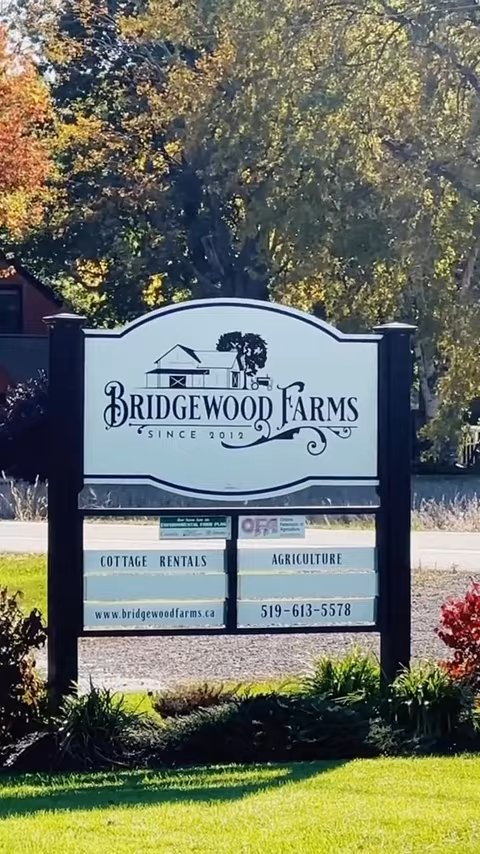 BRIDGEWOOD FARMS
SINCE 2012
ENVIRONMENTAL FARM PLAN
OFA
COTTAGE RENTALS
AGRICULTURE
www.bridgewoodfarms.ca
519-613-5578